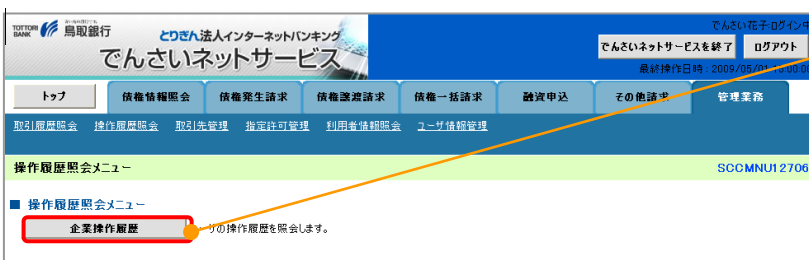 TOTTORI BANK 鳥取銀行 とりぎん法人インターネットバンキング
でんさいネットサービス
でんさい花子 ログイン中
でんさいネットサービスを終了 ログアウト
最終操作日時 2009/05/01
トップ 債権情報照会 債権発生請求 債権譲渡請求 債権一括請求 融資申込 その他請求 管理業務
取引履歴照会 操作履歴照会 取引先管理 指定許可管理 利用者情報照会 ユーザ情報管理
操作履歴照会メニュー SCCMNU12706
■ 操作履歴照会メニュー
企業操作履歴 の操作履歴を照会します。